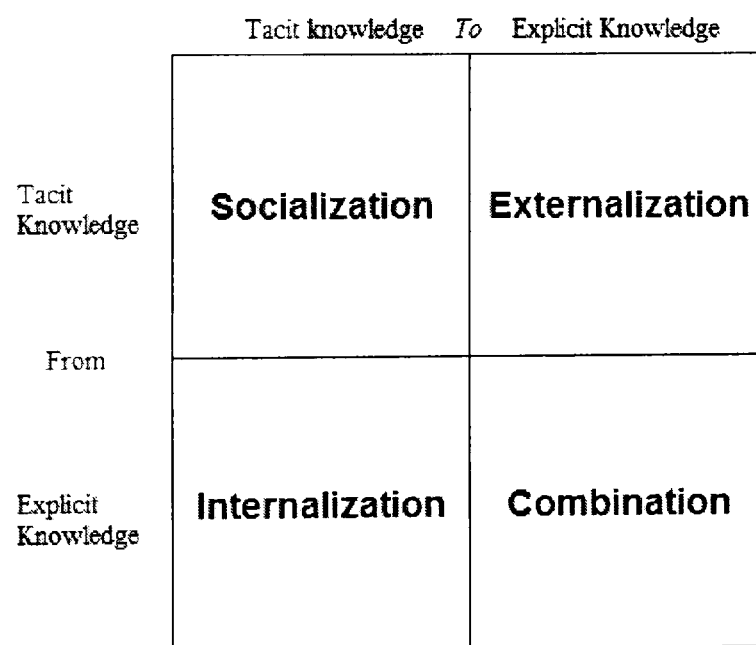 Tacit knowledge To Explicit Knowledge
Tacit
Knowledge
Socialization
Externalization
From
Explicit
Knowledge
Internalization
Combination